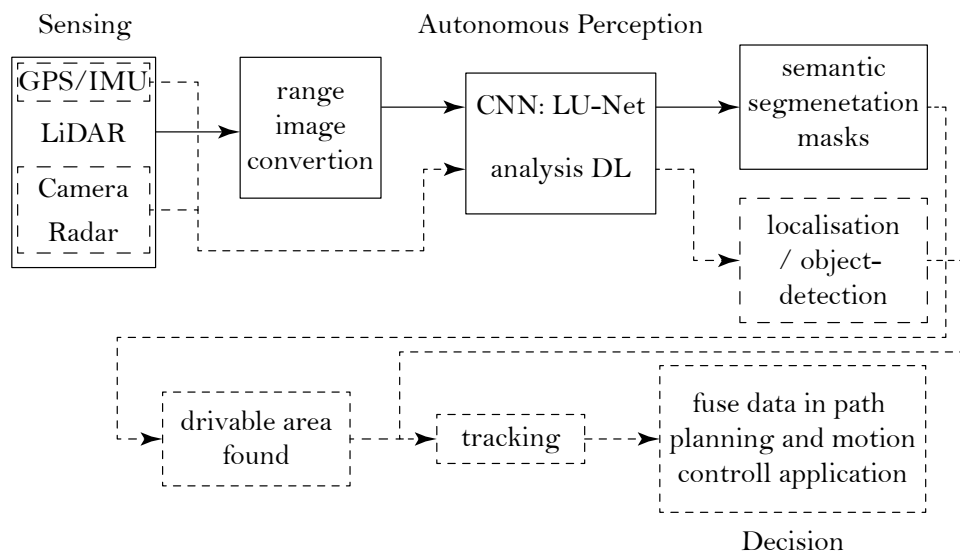 Sensing
Autonomous Perception
GPS/IMU
LiDAR
Camera
Radar
range
image
convertion
CNN: LU-Net
analysis DL
semantic
segmenetation
masks
localisation
/ object-
detection
drivable area
found
tracking
fuse data in path
planning and motion
controll application
Decision